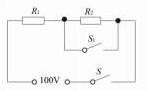 R₁ R₂
S₁
100V S